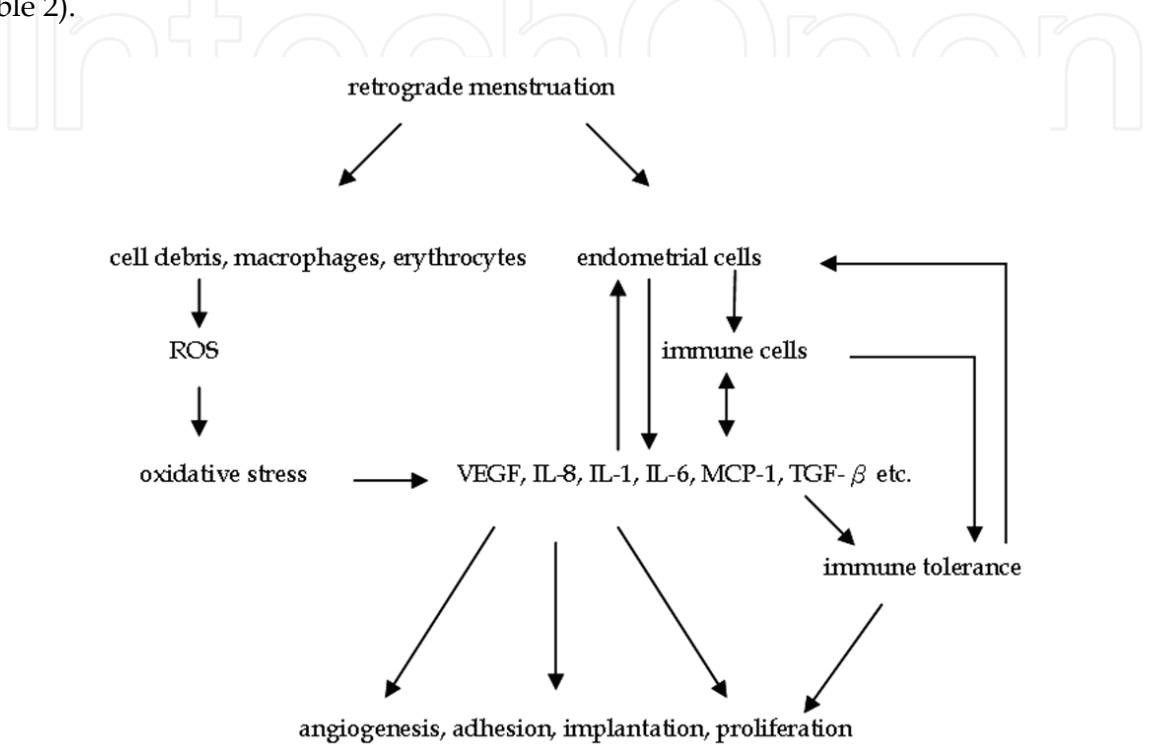 ble 2).
IntechOpen
retrograde menstruation
cell debris, macrophages, erythrocytes endometrial cells
ROS immune cells
oxidative stress VEGF, IL-8, IL-1, IL-6, MCP-1, TGF- β etc.
immune tolerance
angiogenesis, adhesion, implantation, proliferation